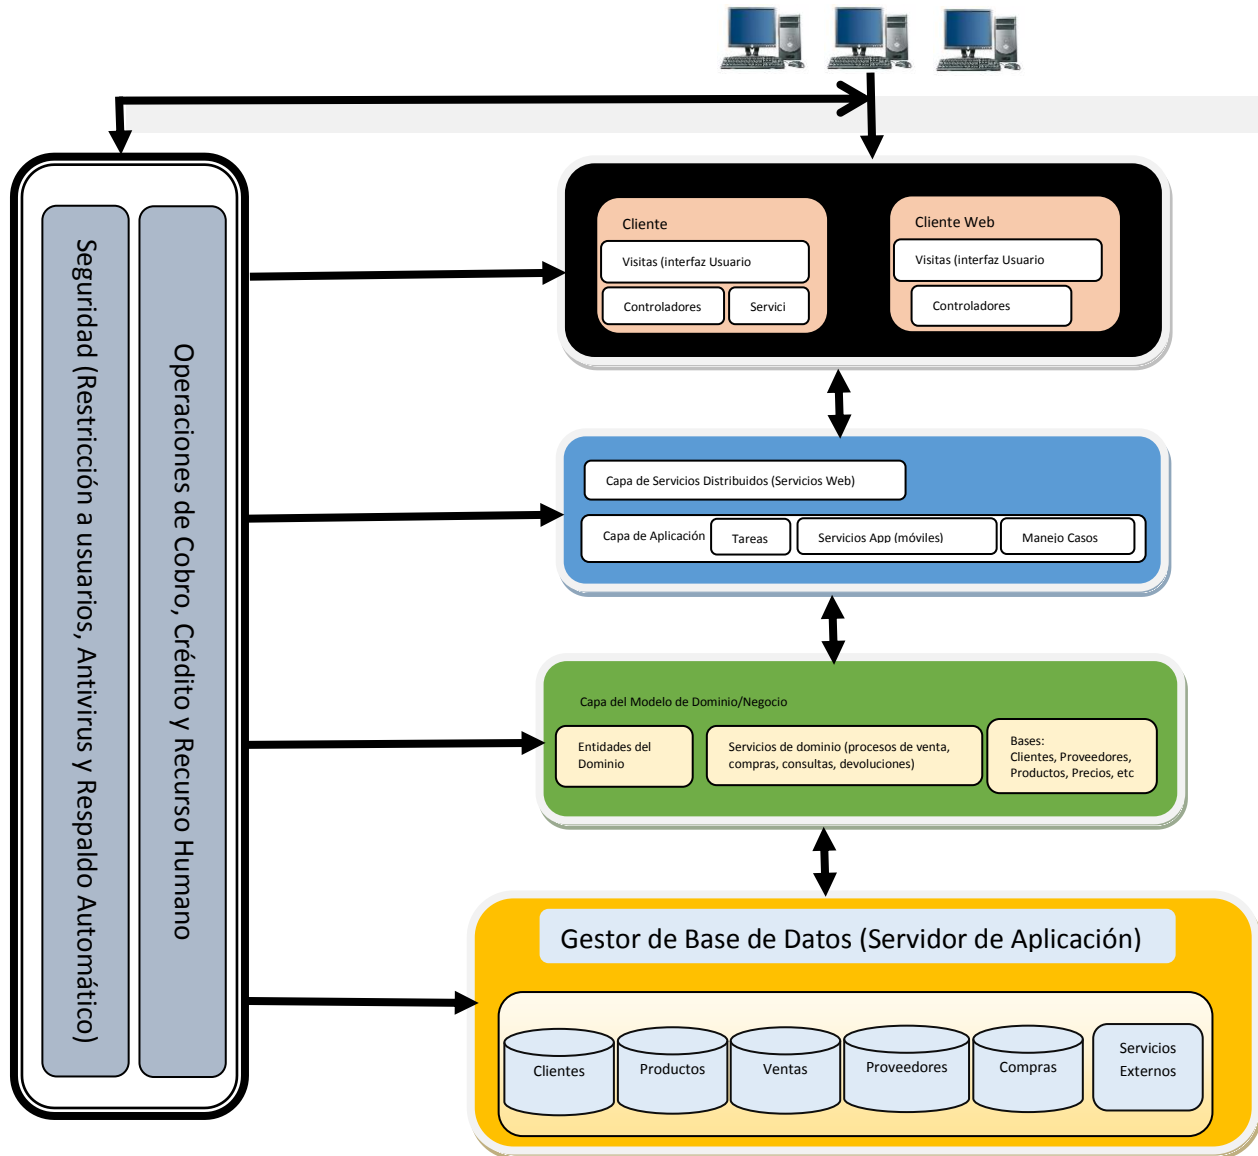 Seguridad (Restricción a usuarios, Antivirus y Respaldo Automático)
Operaciones de Cobro, Crédito y Recurso Humano
Cliente
Visitas (interfaz Usuario
Controladores
Servici
Cliente Web
Visitas (interfaz Usuario
Controladores
Capa de Servicios Distribuidos (Servicios Web)
Capa de Aplicación
Tareas
Servicios App (móviles)
Manejo Casos
Capa del Modelo de Dominio/Negocio
Entidades del
Dominio
Servicios de dominio (procesos de venta,
compras, consultas, devoluciones)
Bases:
Clientes, Proveedores,
Productos, Precios, etc
Gestor de Base de Datos (Servidor de Aplicación)
Clientes
Productos
Ventas
Proveedores
Compras
Servicios
Externos